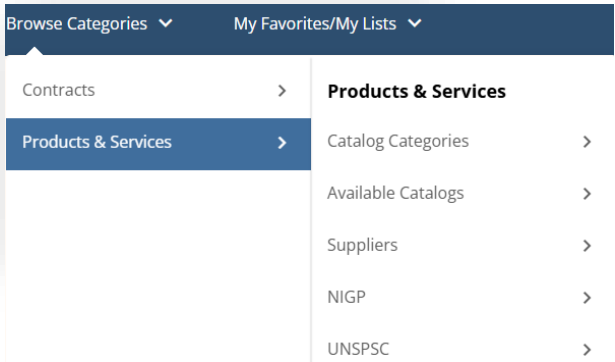 Browse Categories
My Favorites/My Lists
Contracts
Products & Services
Products & Services
Catalog Categories
Available Catalogs
Suppliers
NIGP
UNSPSC